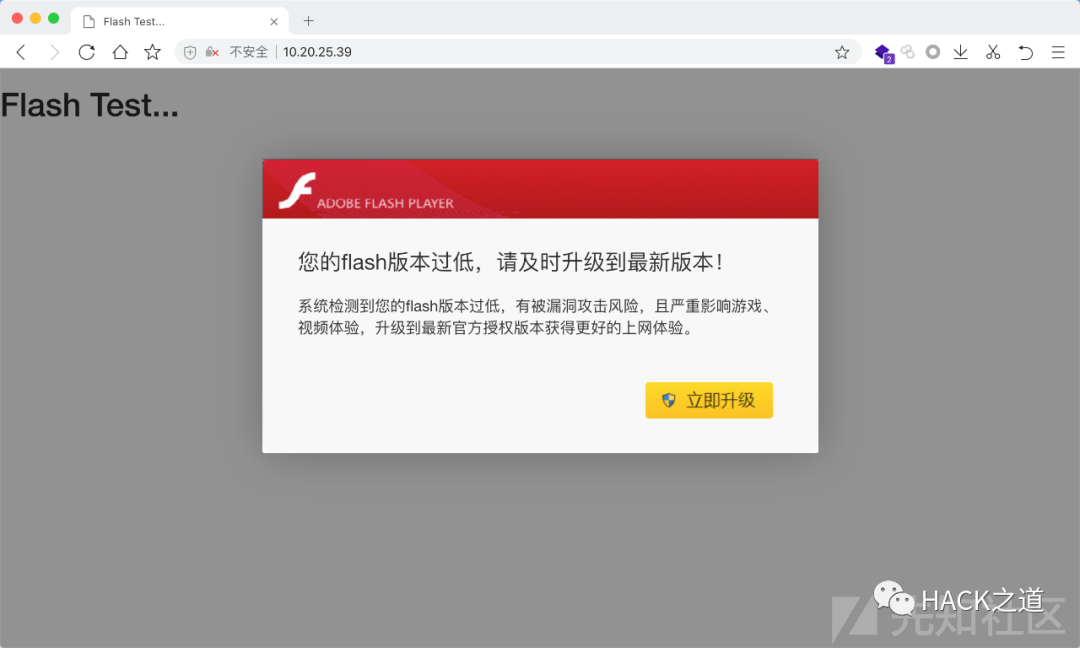 Flash Test...
不安全
10.20.25.39
2
Flash Test...
ADOBE FLASH PLAYER
您的flash版本过低，请及时升级到最新版本！
系统检测到您的flash版本过低，有被漏洞攻击风险，且严重影响游戏、
视频体验，升级到最新官方授权版本获得更好的上网体验。
立即升级
HACK之道
先知社区